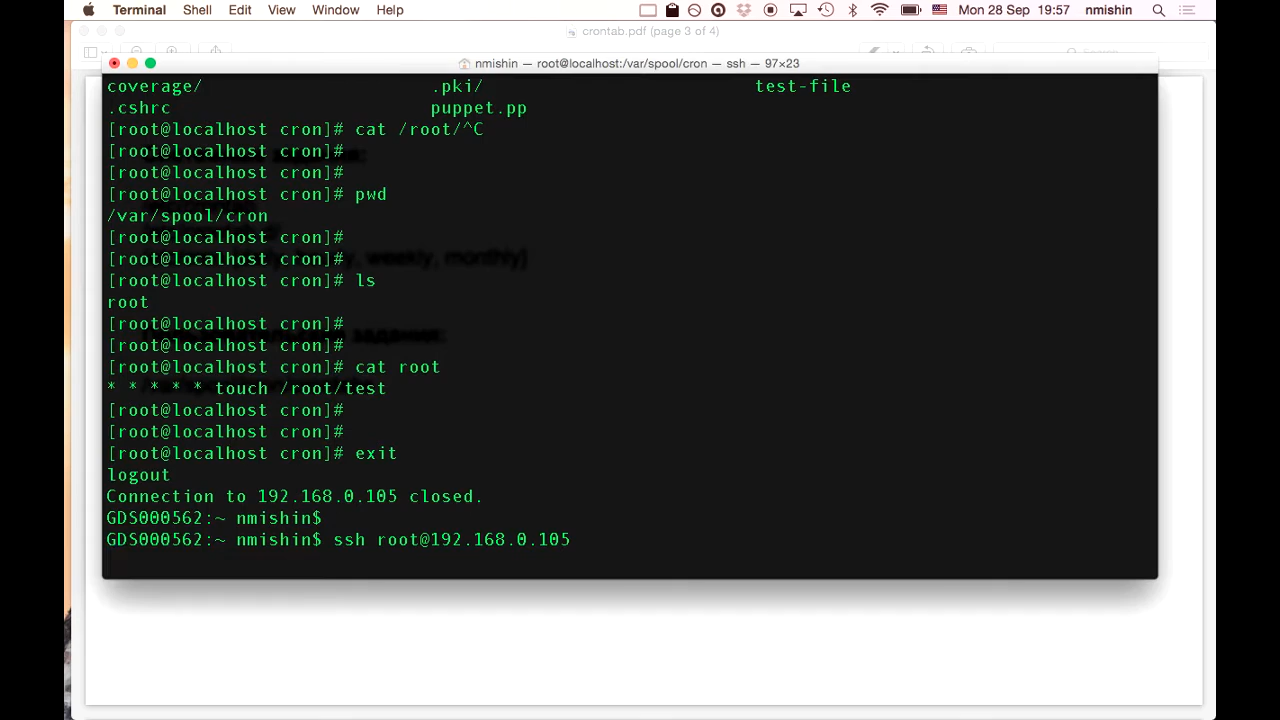 Terminal Shell Edit View Window Help Mon 28 Sep 19:57 nmishin
crontab.pdf (page 3 of 4)
nmishin — root@localhost:/var/spool/cron — ssh — 97×23
coverage/ .pki/ test-file
.cshrc puppet.pp
[root@localhost cron]# cat /root/^C
[root@localhost cron]#
[root@localhost cron]#
[root@localhost cron]# pwd
/var/spool/cron
[root@localhost cron]#
[root@localhost cron]#
weekly, monthly]
[root@localhost cron]# ls
root
[root@localhost cron]#
[root@localhost cron]#
задания:
[root@localhost cron]# cat root
* * * * * touch /root/test
[root@localhost cron]#
[root@localhost cron]#
[root@localhost cron]# exit
logout
Connection to 192.168.0.105 closed.
GDS000562:~ nmishin$
GDS000562:~ nmishin$ ssh root@192.168.0.105